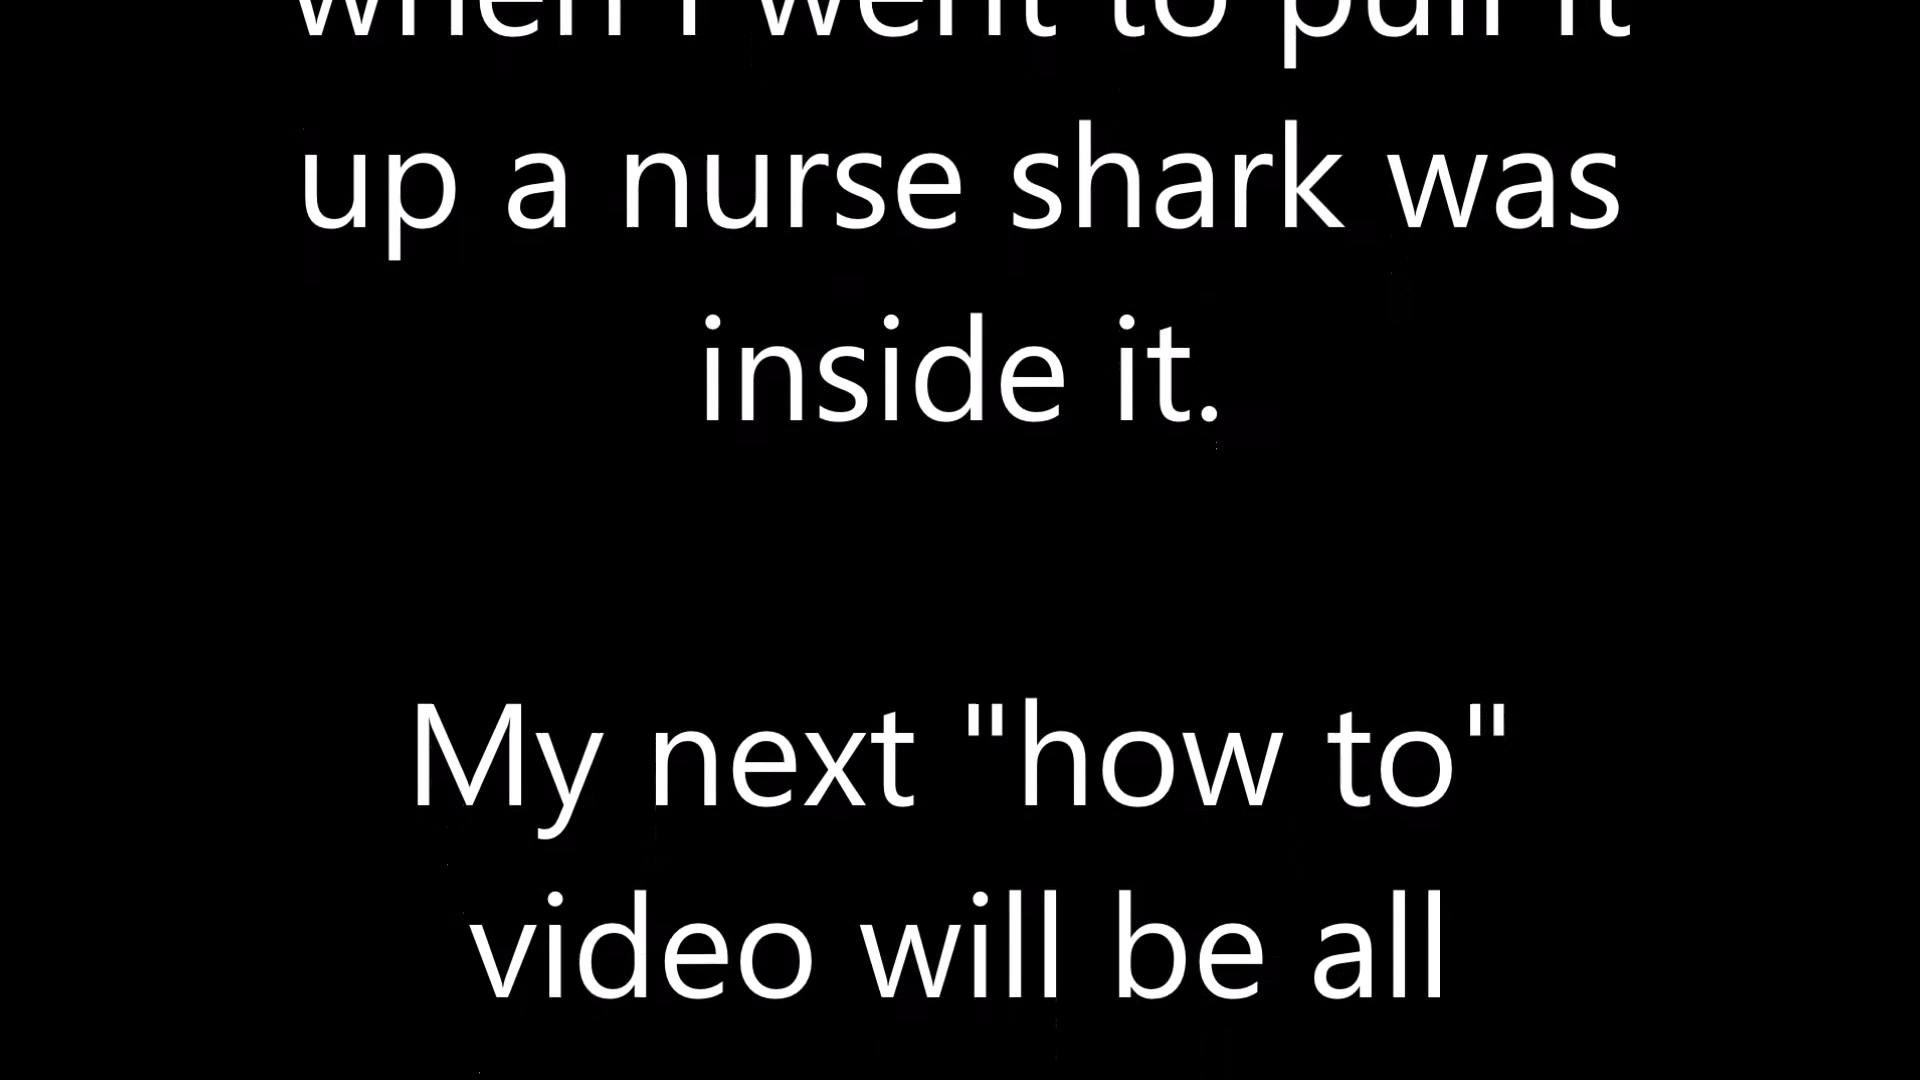 when I went to pull it
up a nurse shark was
inside it.
My next "how to"
video will be all